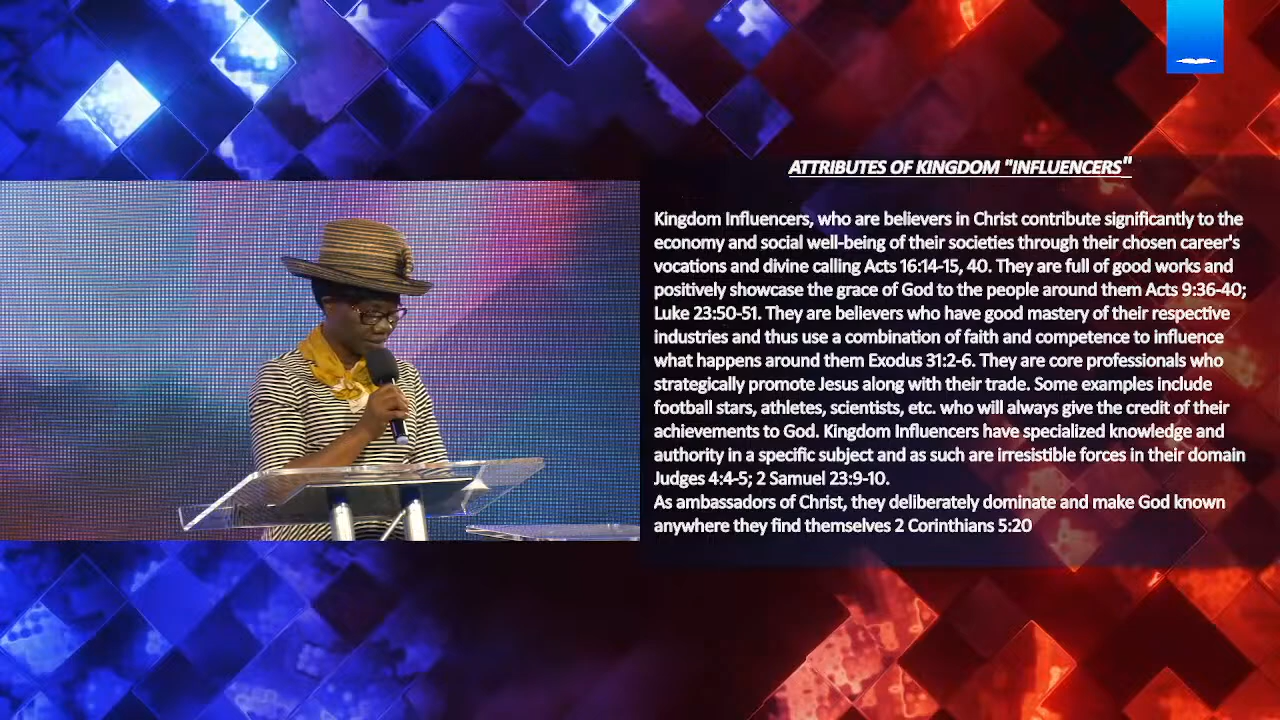 ATTRIBUTES OF KINGDOM "INFLUENCERS"
Kingdom Influencers, who are believers in Christ contribute significantly to the
economy and social well-being of their societies through their chosen career's
vocations and divine calling Acts 16:14-15, 40. They are full of good works and
positively showcase the grace of God to the people around them Acts 9:36-40;
Luke 23:50-51. They are believers who have good mastery of their respective
industries and thus use a combination of faith and competence to influence
what happens around them Exodus 31:2-6. They are core professionals who
strategically promote Jesus along with their trade. Some examples include
football stars, athletes, scientists, etc. who will always give the credit of their
achievements to God. Kingdom Influencers have specialized knowledge and
authority in a specific subject and as such are irresistible forces in their domain
Judges 4:4-5; 2 Samuel 23:9-10.
As ambassadors of Christ, they deliberately dominate and make God known
anywhere they find themselves 2 Corinthians 5:20